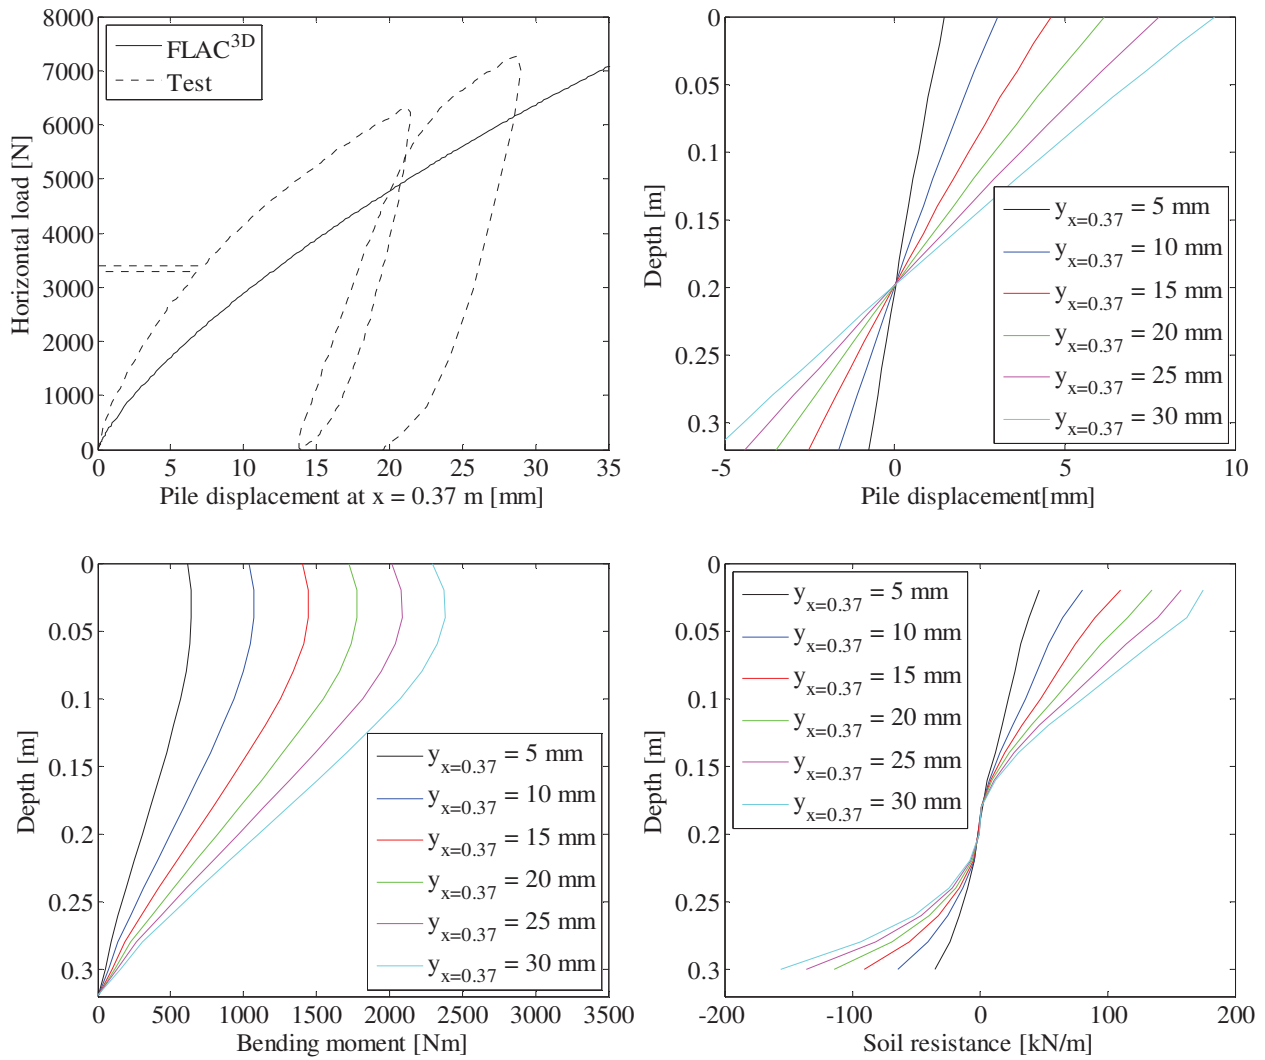 8000
7000
6000
5000
4000
3000
2000
1000
0
0 5 10 15 20 25 30 35
Horizontal load [N]
Pile displacement at x = 0.37 m [mm]
FLAC3D
Test
0
0.05
0.1
0.15
0.2
0.25
0.3
-5 0 5 10
Depth [m]
Pile displacement[mm]
yx=0.37 = 5 mm
yx=0.37 = 10 mm
yx=0.37 = 15 mm
yx=0.37 = 20 mm
yx=0.37 = 25 mm
yx=0.37 = 30 mm
0
0.05
0.1
0.15
0.2
0.25
0.3
0 500 1000 1500 2000 2500 3000 3500
Depth [m]
Bending moment [Nm]
yx=0.37 = 5 mm
yx=0.37 = 10 mm
yx=0.37 = 15 mm
yx=0.37 = 20 mm
yx=0.37 = 25 mm
yx=0.37 = 30 mm
0
0.05
0.1
0.15
0.2
0.25
0.3
-200 -100 0 100 200
Depth [m]
Soil resistance [kN/m]
yx=0.37 = 5 mm
yx=0.37 = 10 mm
yx=0.37 = 15 mm
yx=0.37 = 20 mm
yx=0.37 = 25 mm
yx=0.37 = 30 mm